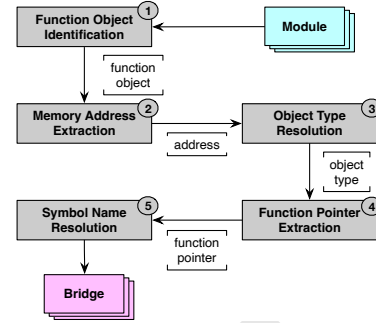 1
Function Object
Identification
Module
function
object
2
Memory Address
Extraction
address
3
Object Type
Resolution
object
type
4
Function Pointer
Extraction
function
pointer
5
Symbol Name
Resolution
Bridge